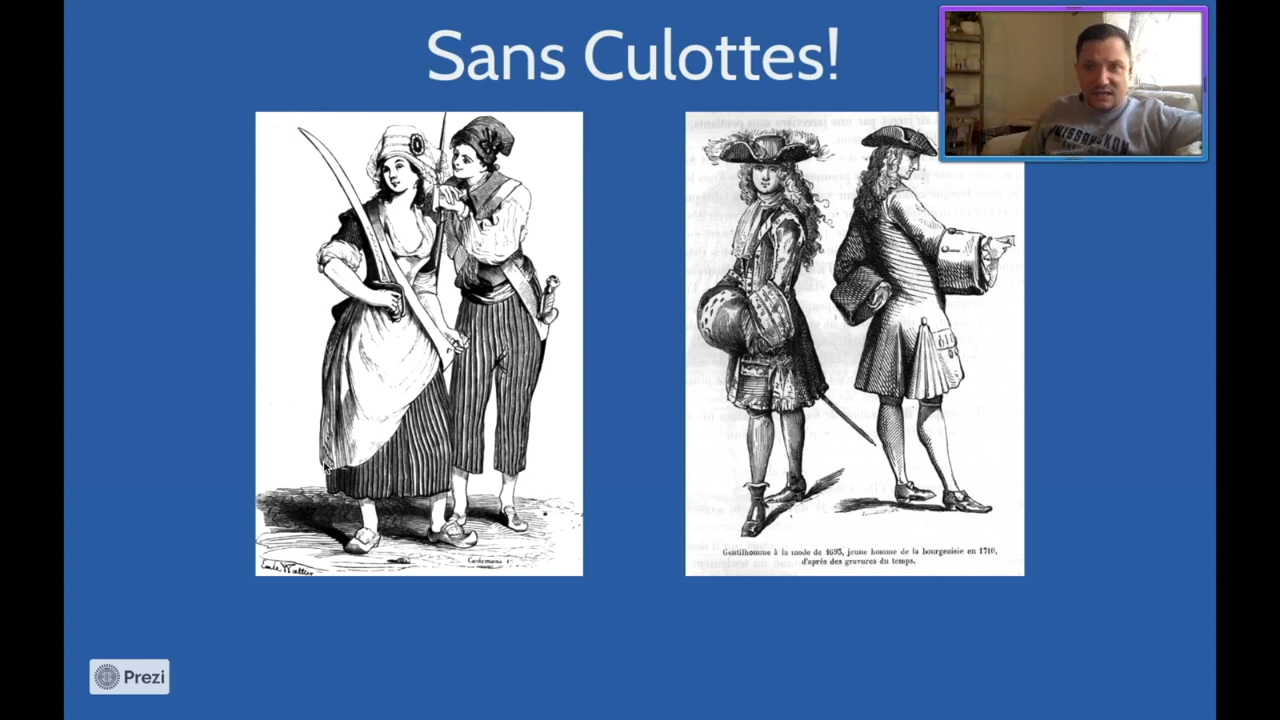 Sans Culottes!
Gentilhomme à la mode de 1693, jeune homme de la bourgeoisie en 1710,
d'après des gravures du temps.
Prezi